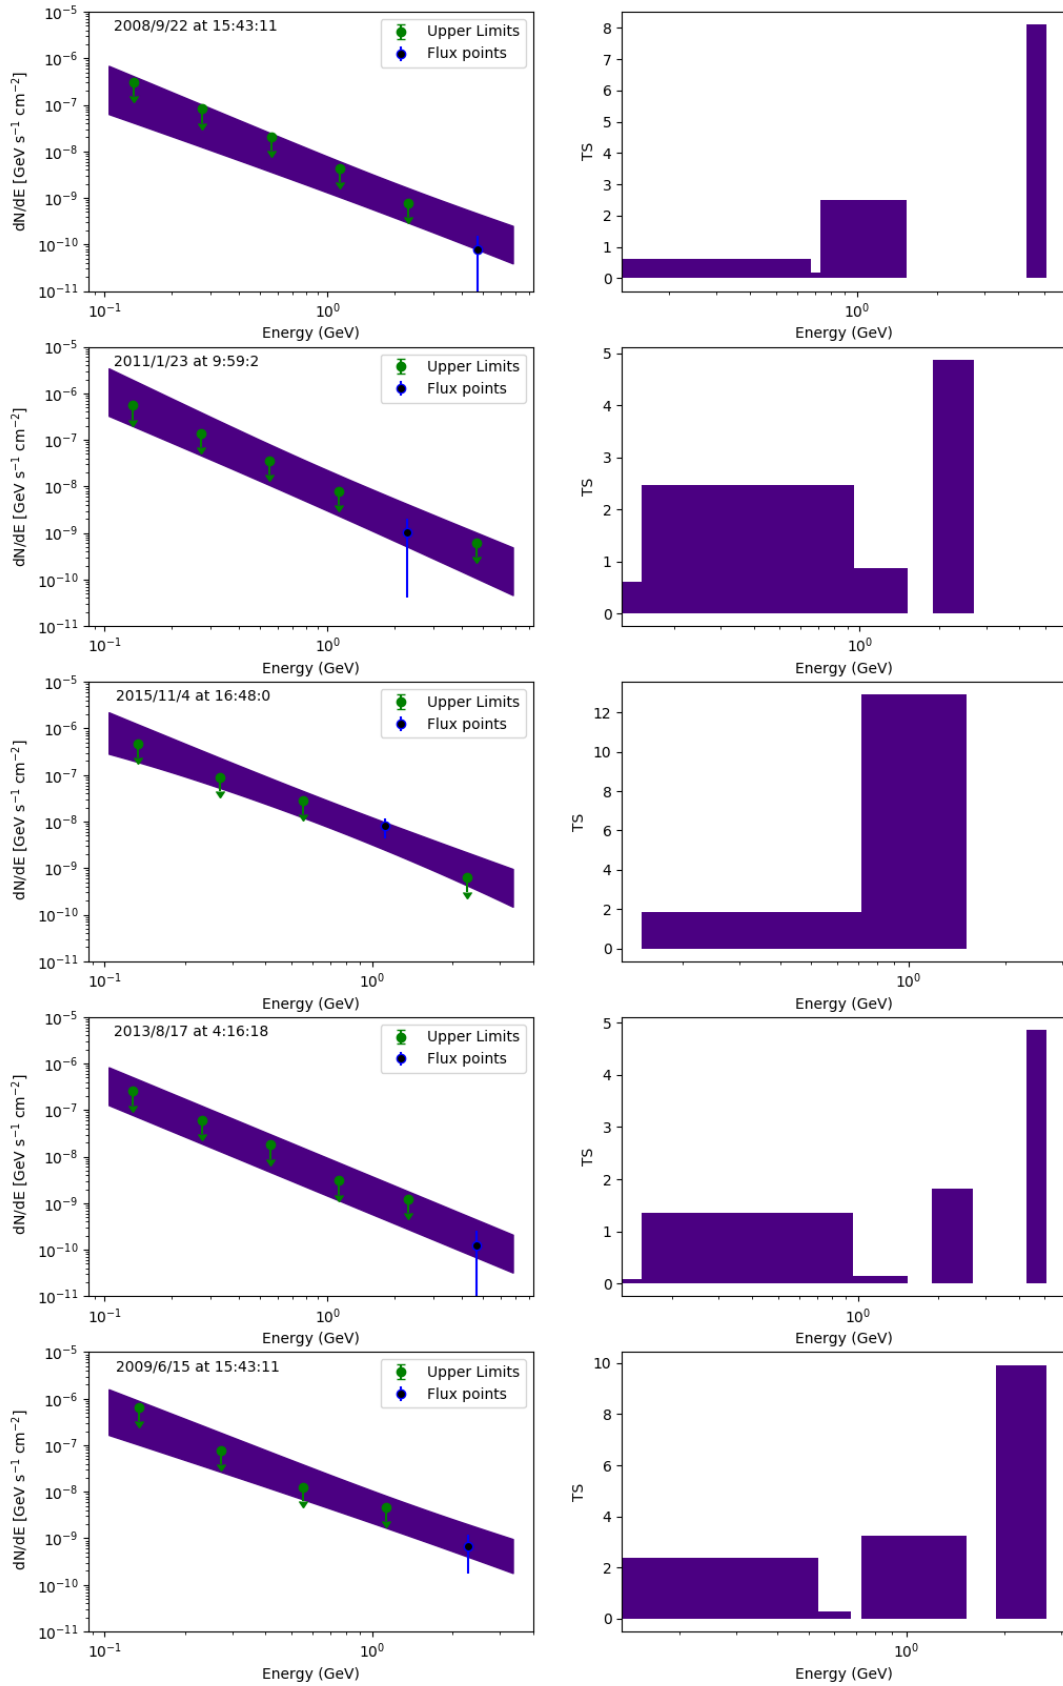 2008/9/22 at 15:43:11
Upper Limits
Flux points
dN/dE [GeV s⁻¹ cm⁻²]
10⁻⁵
10⁻⁶
10⁻⁷
10⁻⁸
10⁻⁹
10⁻¹⁰
10⁻¹¹
10⁻¹
10⁰
Energy (GeV)
TS
8
7
6
5
4
3
2
1
0
10⁰
Energy (GeV)
2011/1/23 at 9:59:2
Upper Limits
Flux points
dN/dE [GeV s⁻¹ cm⁻²]
10⁻⁵
10⁻⁶
10⁻⁷
10⁻⁸
10⁻⁹
10⁻¹⁰
10⁻¹¹
10⁻¹
10⁰
Energy (GeV)
TS
5
4
3
2
1
0
10⁰
Energy (GeV)
2015/11/4 at 16:48:0
Upper Limits
Flux points
dN/dE [GeV s⁻¹ cm⁻²]
10⁻⁵
10⁻⁶
10⁻⁷
10⁻⁸
10⁻⁹
10⁻¹⁰
10⁻¹¹
10⁻¹
10⁰
Energy (GeV)
TS
12
10
8
6
4
2
0
10⁰
Energy (GeV)
2013/8/17 at 4:16:18
Upper Limits
Flux points
dN/dE [GeV s⁻¹ cm⁻²]
10⁻⁵
10⁻⁶
10⁻⁷
10⁻⁸
10⁻⁹
10⁻¹⁰
10⁻¹¹
10⁻¹
10⁰
Energy (GeV)
TS
5
4
3
2
1
0
10⁰
Energy (GeV)
2009/6/15 at 15:43:11
Upper Limits
Flux points
dN/dE [GeV s⁻¹ cm⁻²]
10⁻⁵
10⁻⁶
10⁻⁷
10⁻⁸
10⁻⁹
10⁻¹⁰
10⁻¹¹
10⁻¹
10⁰
Energy (GeV)
TS
10
8
6
4
2
0
10⁰
Energy (GeV)